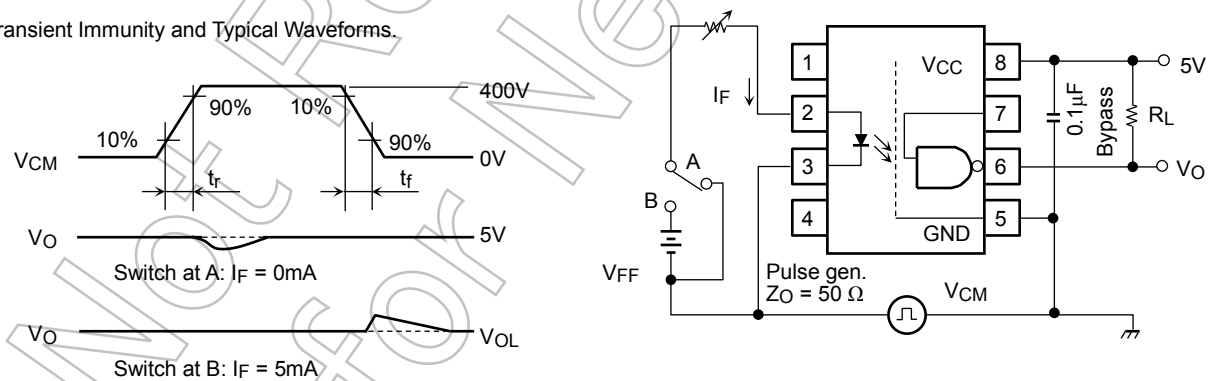 ransient Immunity and Typical Waveforms.
400V
90%
10%
10%
90%
VCM
0V
tr
tf
VO
5V
Switch at A: IF = 0mA
VO
VOL
Switch at B: IF = 5mA
IF
A
B
VFF
1
2
3
4
VCC
GND
8
7
6
5
0.1μF
Bypass
RL
5V
VO
Pulse gen.
ZO = 50 Ω
VCM